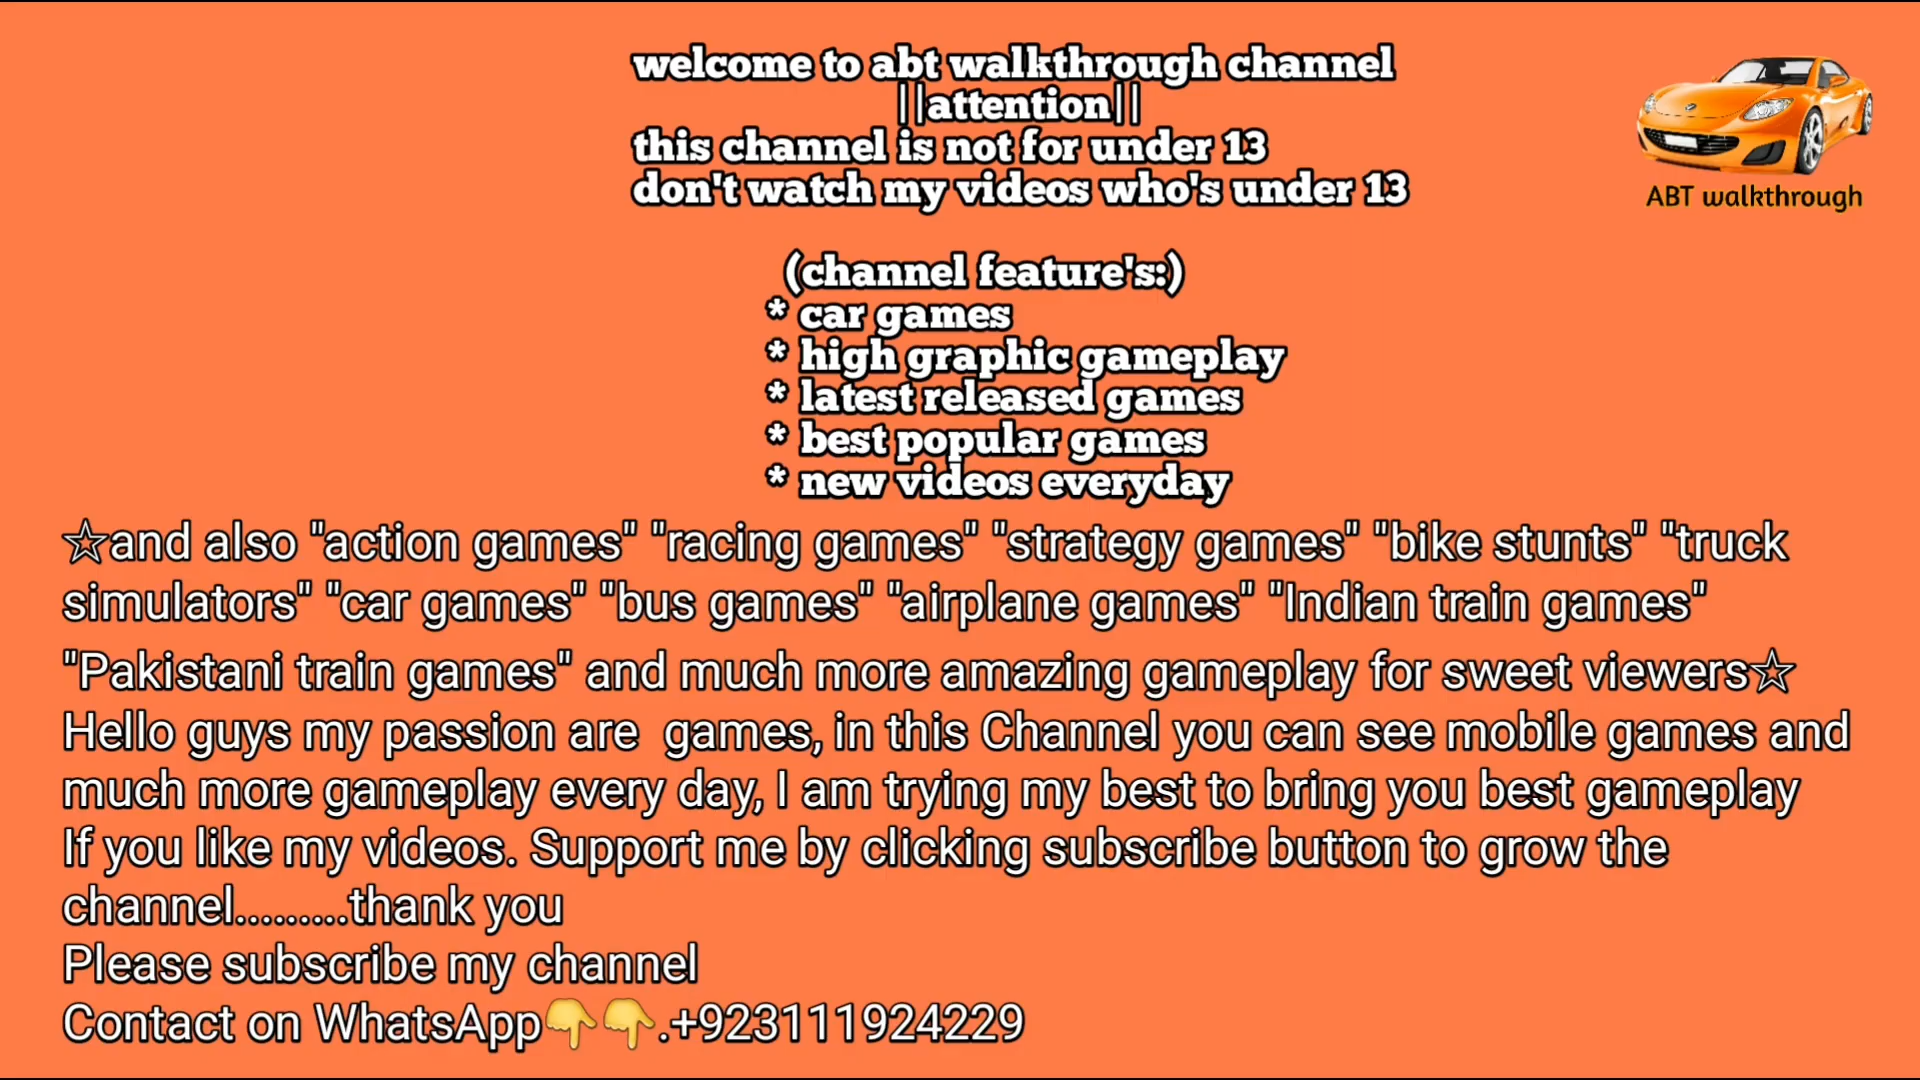 welcome to abt walkthrough channel
||attention||
this channel is not for under 13
don't watch my videos who's under 13
ABT walkthrough
(channel feature's:)
* car games
* high graphic gameplay
* latest released games
* best popular games
* new videos everyday
☆and also "action games" "racing games" "strategy games" "bike stunts" "truck
simulators" "car games" "bus games" "airplane games" "Indian train games"
"Pakistani train games" and much more amazing gameplay for sweet viewers☆
Hello guys my passion are  games, in this Channel you can see mobile games and
much more gameplay every day, I am trying my best to bring you best gameplay
If you like my videos. Support me by clicking subscribe button to grow the
channel.........thank you
Please subscribe my channel
Contact on WhatsApp👇👇.+923111924229